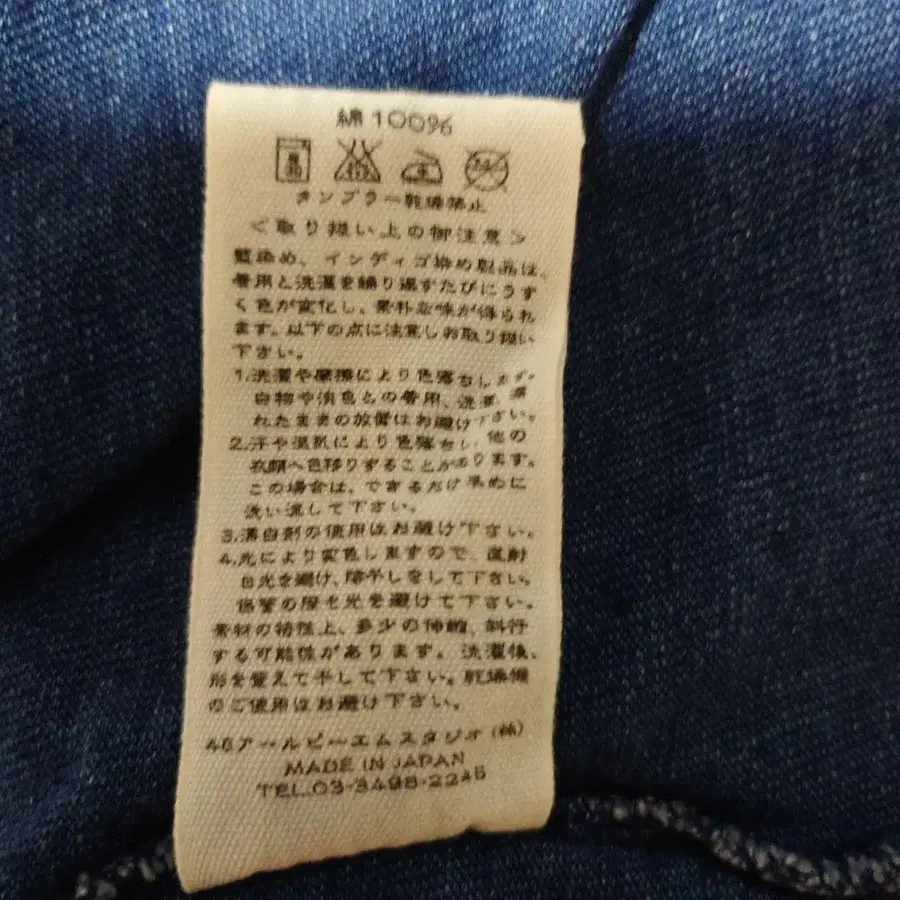 綿100%
タンブラー乾燥禁止
<取り扱い上の御注意>
藍染め、インディゴ染め製品は、
着用と洗濯を繰り返すたびにうす
く色が変化し、素朴な味が得られ
ます。以下の点に注意しお取り扱い
下さい。
1.洗濯や摩擦により色落ちします。
白物や淡色との着用、洗濯、濡
れたままの放置はお避け下さい。
2.汗や湿気により色落ちし、他の
衣類へ色移りすることがあります。
この場合は、できるだけ早めに
洗い流して下さい。
3.漂白剤の使用はお避け下さい。
4.光により変色しますので、直射
日光を避け、陰干しをして下さい。
保管の際も光を避けて下さい。
素材の特性上、多少の伸縮、斜行
する可能性があります。洗濯後、
形を整えて干して下さい。乾燥機
のご使用はお避け下さい。
45アールピーエムスタジオ(株)
MADE IN JAPAN
TEL.03-3498-2245